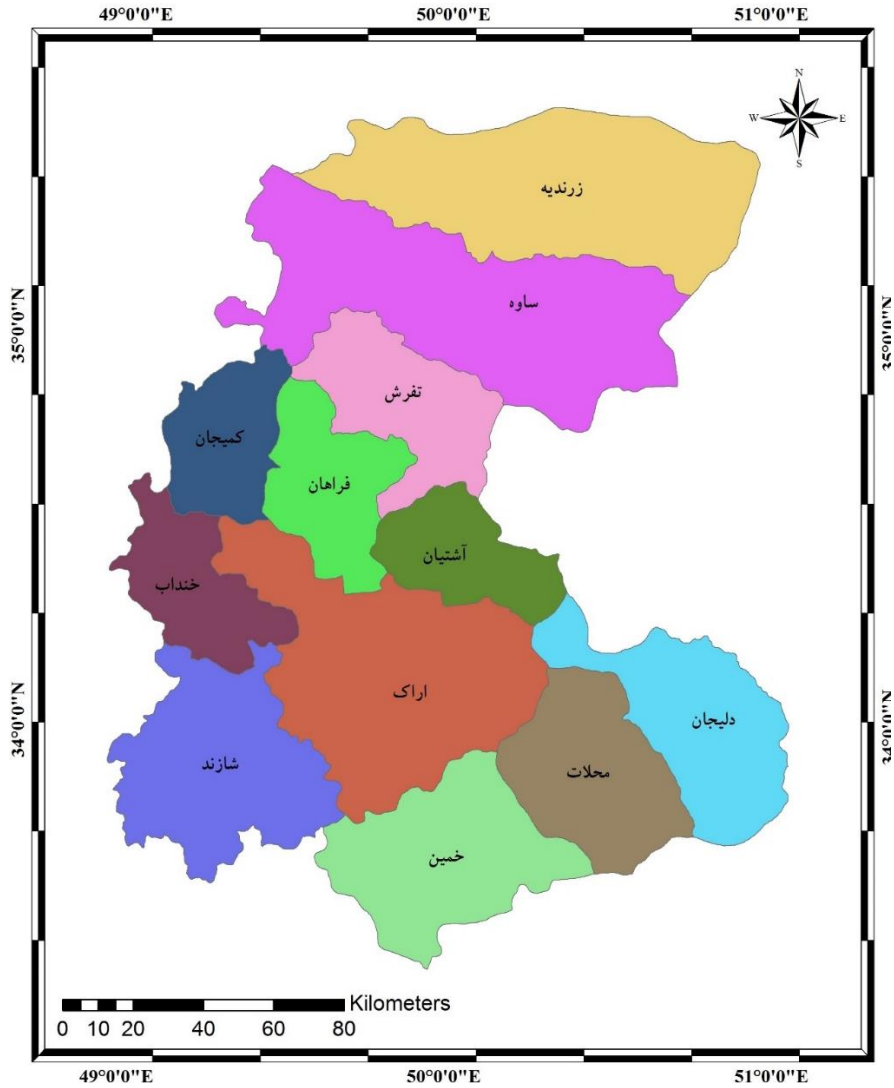 49°0'0"E 50°0'0"E 51°0'0"E
N
W E
S
زرندیه
ساوه
35°0'0"N 35°0'0"N
تفرش
کمیجان
فراهان
آشتیان
خنداب
اراک
دلیجان
34°0'0"N 34°0'0"N
شازند
محلات
خمین
Kilometers
0 10 20 40 60 80
49°0'0"E 50°0'0"E 51°0'0"E